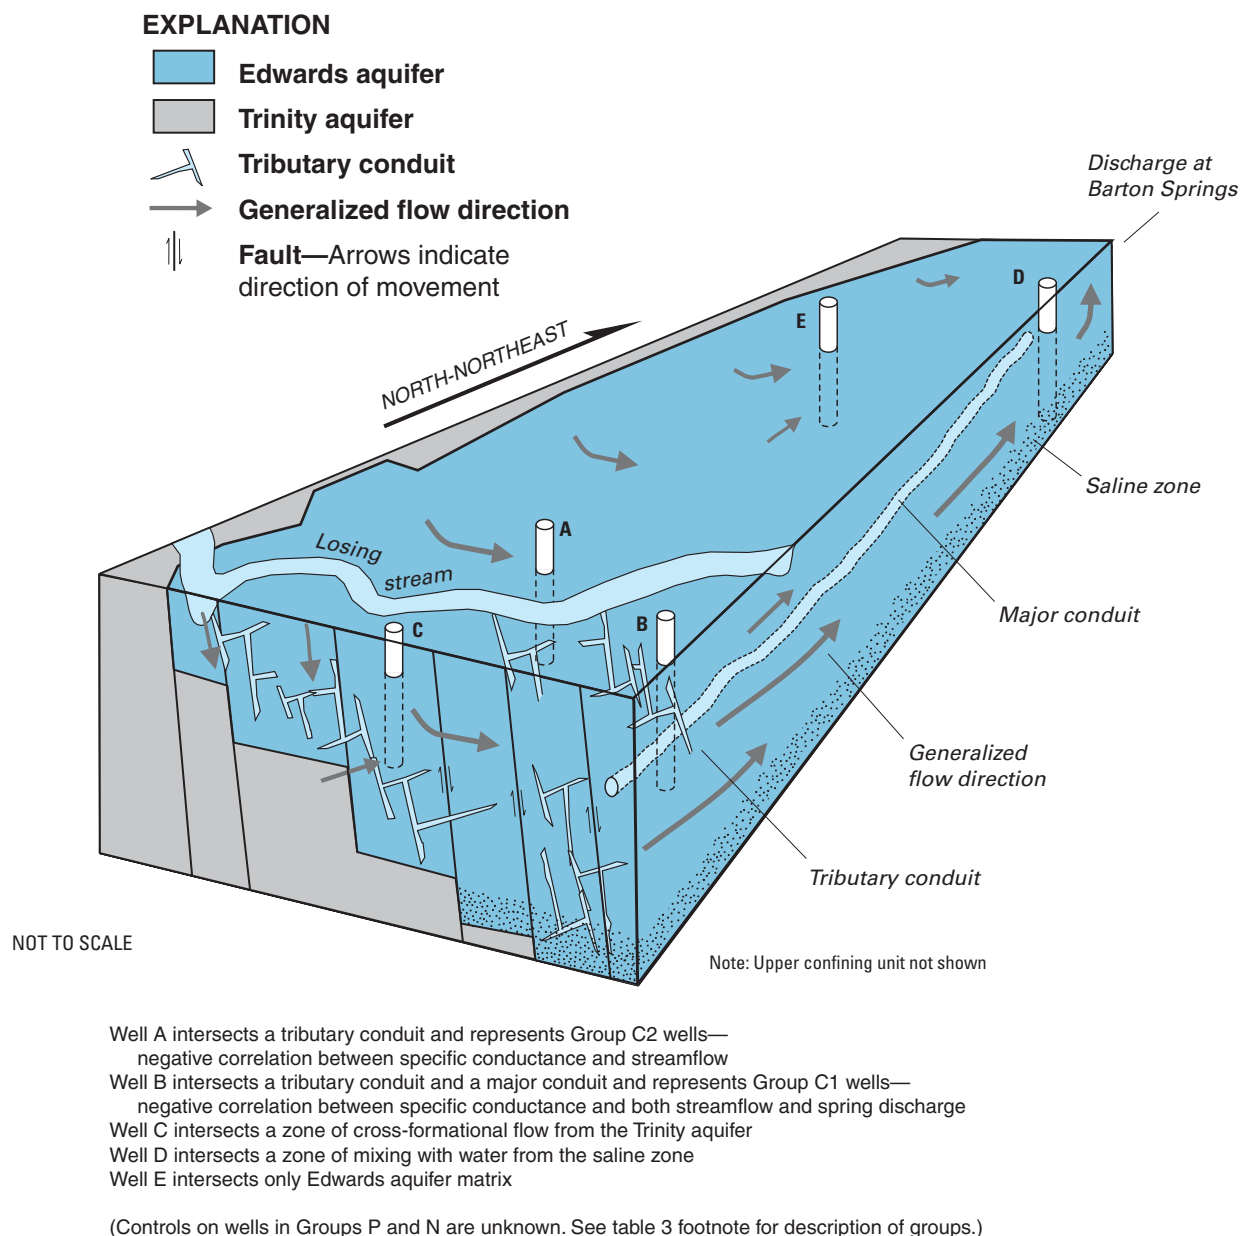 EXPLANATION
Edwards aquifer
Trinity aquifer
Tributary conduit
Generalized flow direction
Fault—Arrows indicate
direction of movement
Discharge at
Barton Springs
NORTH-NORTHEAST
D
E
Saline zone
A
Losing
stream
B
C
Major conduit
Generalized
flow direction
Tributary conduit
NOT TO SCALE
Note: Upper confining unit not shown
Well A intersects a tributary conduit and represents Group C2 wells—
negative correlation between specific conductance and streamflow
Well B intersects a tributary conduit and a major conduit and represents Group C1 wells—
negative correlation between specific conductance and both streamflow and spring discharge
Well C intersects a zone of cross-formational flow from the Trinity aquifer
Well D intersects a zone of mixing with water from the saline zone
Well E intersects only Edwards aquifer matrix
(Controls on wells in Groups P and N are unknown. See table 3 footnote for description of groups.)